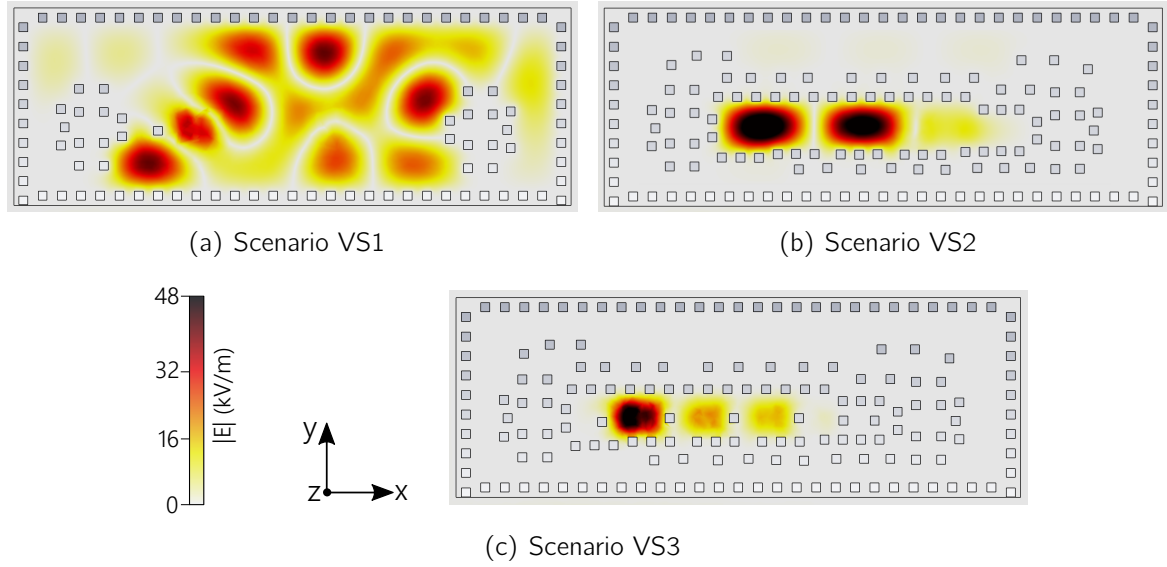 (a) Scenario VS1
(b) Scenario VS2
48
32
16
0
|E| (kV/m)
y
z
x
(c) Scenario VS3